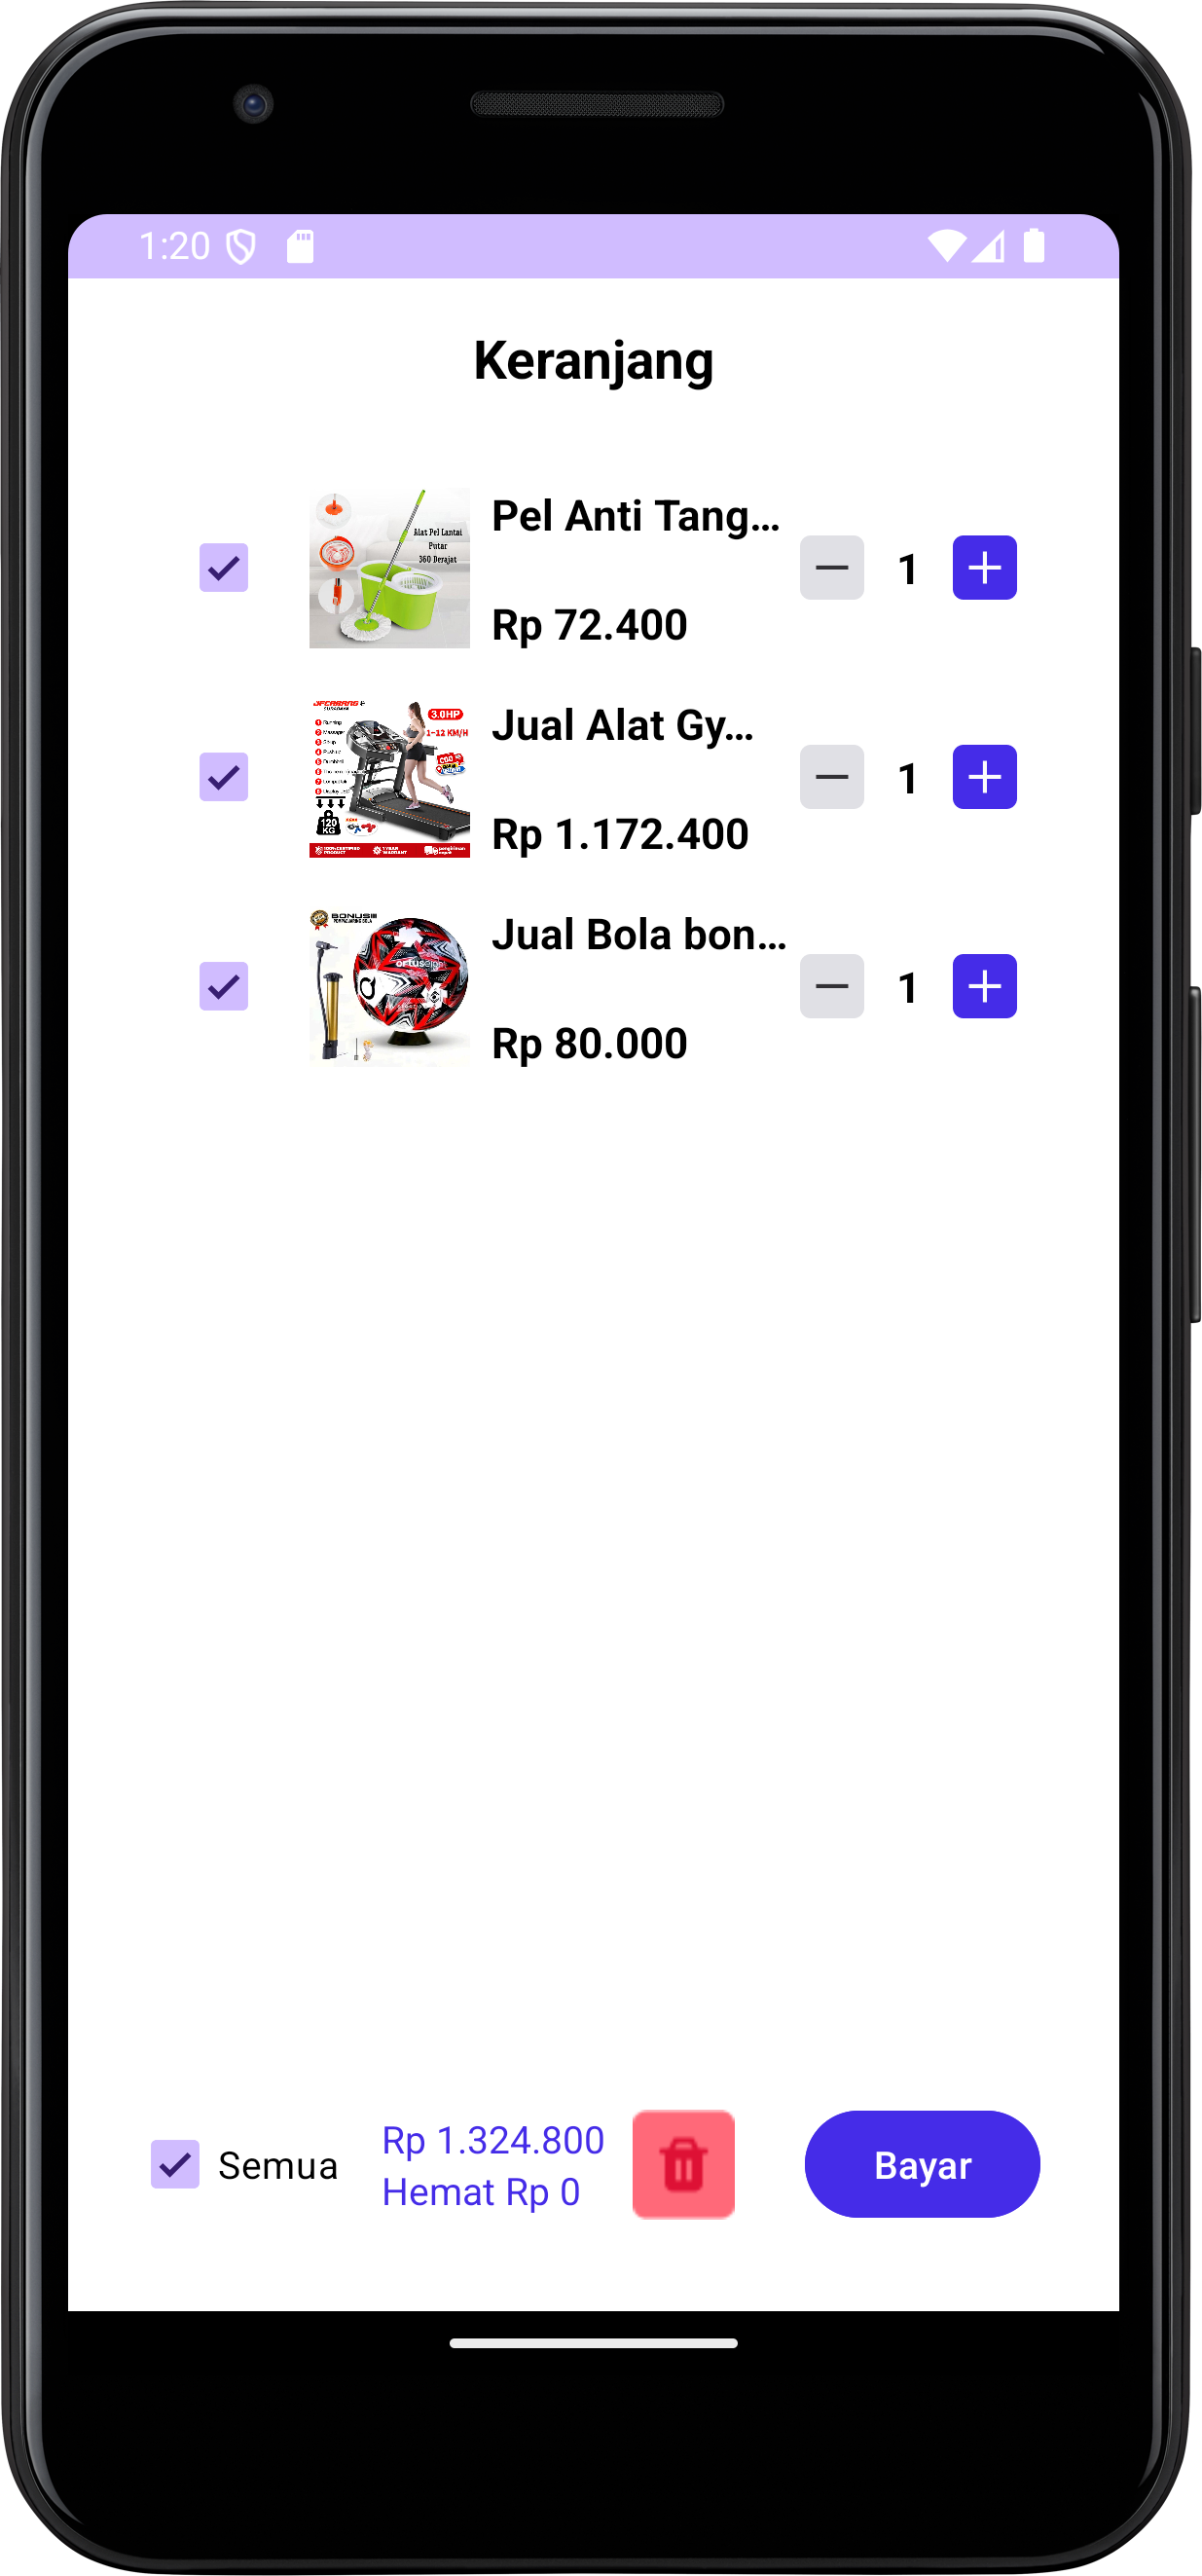 1:20
Keranjang
Alat Pel Lantai
Putar
360 Derajat
Pel Anti Tang...
1
Rp 72.400
3.0HP
1-12 KM/H
Running
120
KG
Jual Alat Gy...
1
Rp 1.172.400
BONUS
ortuseight
Jual Bola bon...
1
Rp 80.000
Semua
Rp 1.324.800
Hemat Rp 0
Bayar